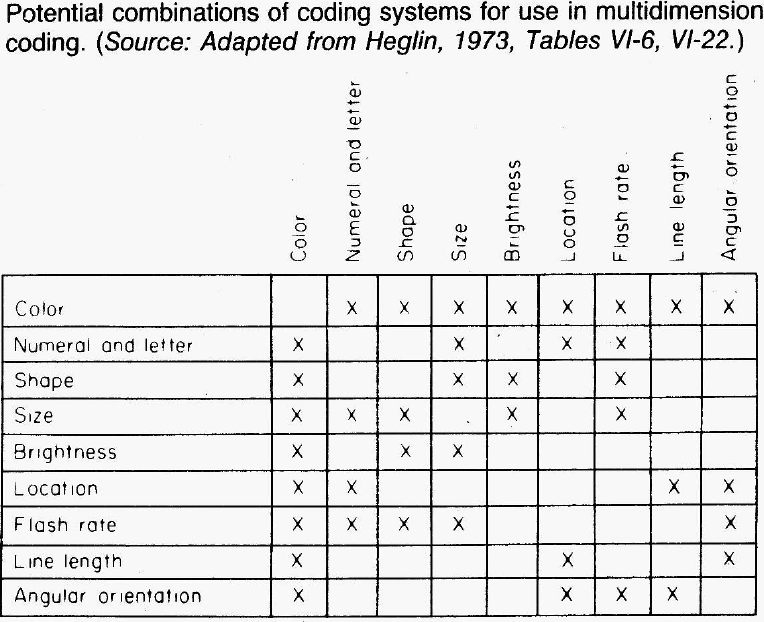 Potential combinations of coding systems for use in multidimension
coding. (Source: Adapted from Heglin, 1973, Tables VI-6, VI-22.)
Color
Numeral and letter
Shape
Size
Brightness
Location
Flash rate
Line length
Angular orientation
Color X X X X X X X X
Numeral and letter X X X X
Shape X X X X
Size X X X X X
Brightness X X X
Location X X X X
Flash rate X X X X X
Line length X X X
Angular orientation X X X X